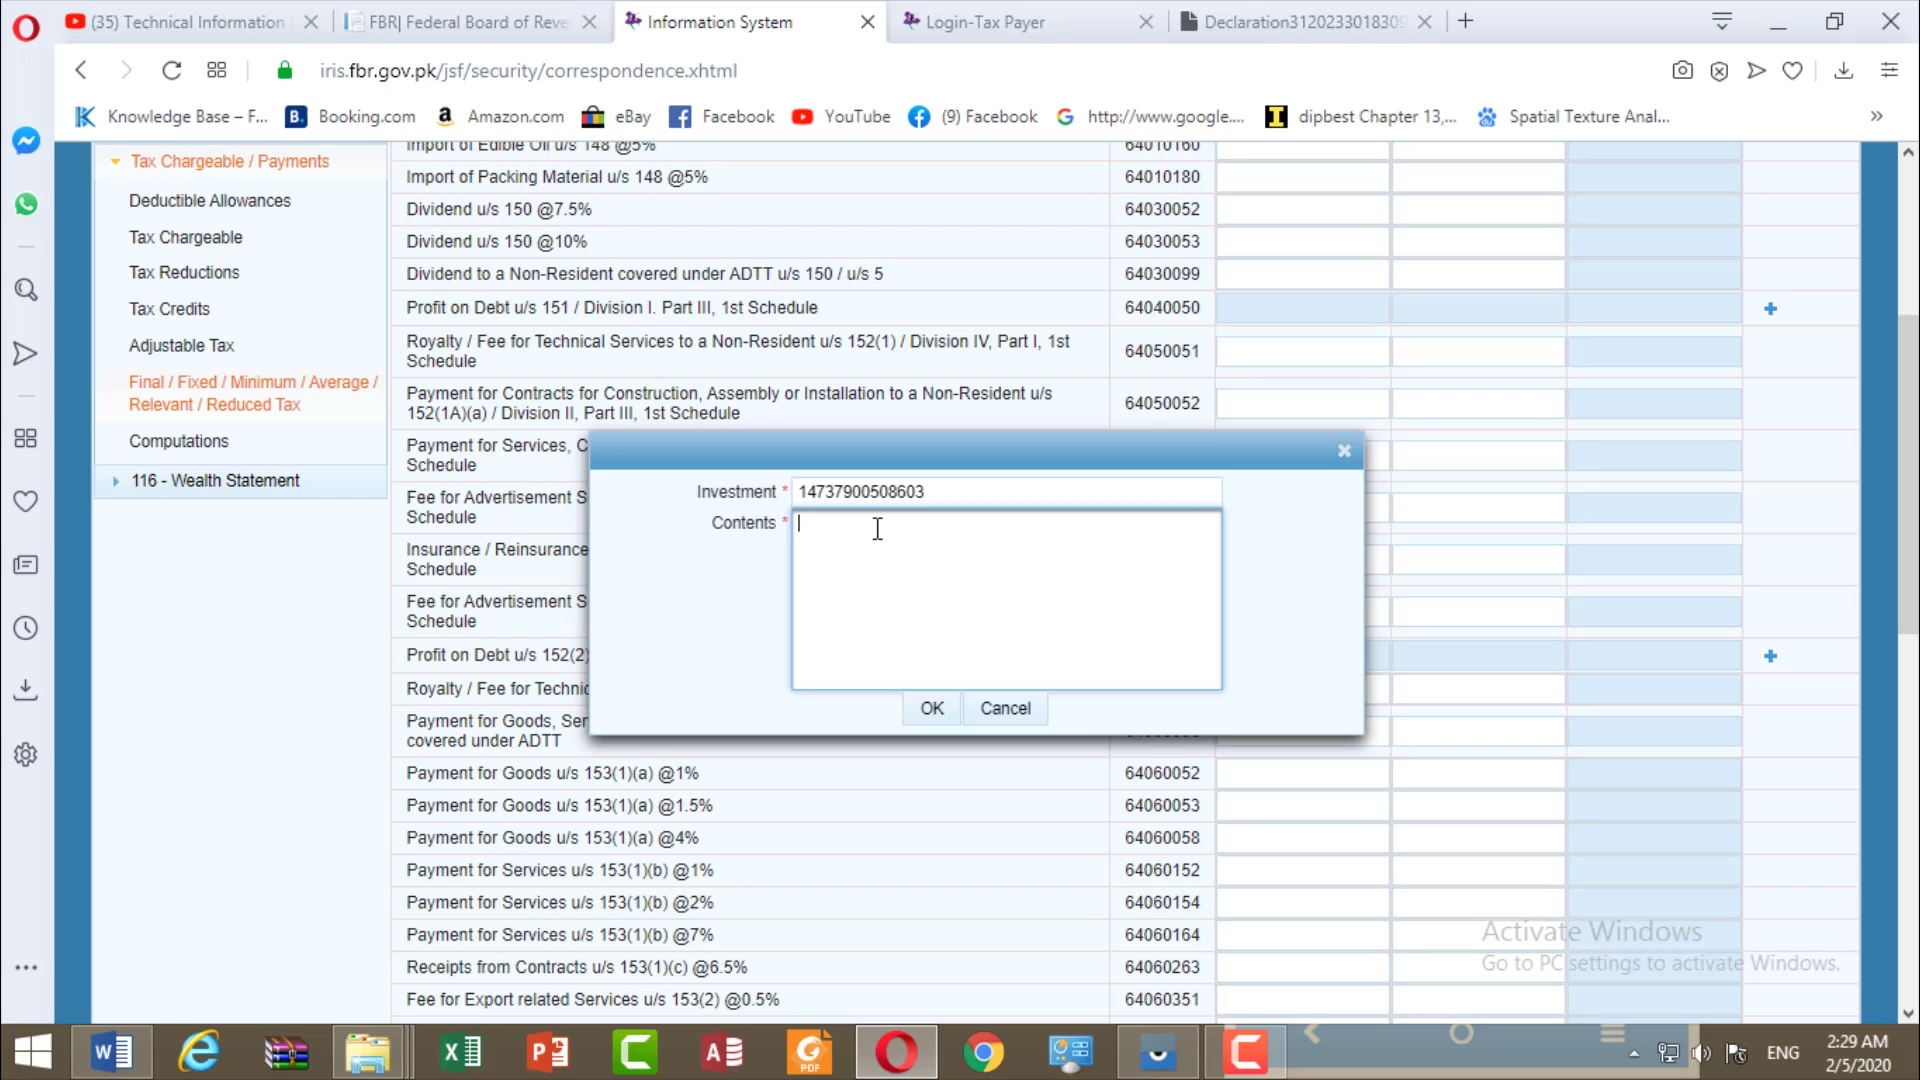 (35) Technical Information
FBR| Federal Board of Reve
Information System
Login-Tax Payer
Declaration3120233018309
iris.fbr.gov.pk/jsf/security/correspondence.xhtml
Knowledge Base – F...
Booking.com
Amazon.com
eBay
Facebook
YouTube
(9) Facebook
http://www.google....
dipbest Chapter 13,...
Spatial Texture Anal...
Tax Chargeable / Payments
Deductible Allowances
Tax Chargeable
Tax Reductions
Tax Credits
Adjustable Tax
Final / Fixed / Minimum / Average /
Relevant / Reduced Tax
Computations
116 - Wealth Statement
Import of Edible Oil u/s 148 @5% 64010160
Import of Packing Material u/s 148 @5% 64010180
Dividend u/s 150 @7.5% 64030052
Dividend u/s 150 @10% 64030053
Dividend to a Non-Resident covered under ADTT u/s 150 / u/s 5 64030099
Profit on Debt u/s 151 / Division I. Part III, 1st Schedule 64040050
Royalty / Fee for Technical Services to a Non-Resident u/s 152(1) / Division IV, Part I, 1st
Schedule 64050051
Payment for Contracts for Construction, Assembly or Installation to a Non-Resident u/s
152(1A)(a) / Division II, Part III, 1st Schedule 64050052
Payment for Services, C
Schedule
Fee for Advertisement S
Schedule
Insurance / Reinsurance
Schedule
Fee for Advertisement S
Schedule
Profit on Debt u/s 152(2)
Royalty / Fee for Technic
Payment for Goods, Ser
covered under ADTT
Investment * 14737900508603
Contents *
OK
Cancel
Payment for Goods u/s 153(1)(a) @1% 64060052
Payment for Goods u/s 153(1)(a) @1.5% 64060053
Payment for Goods u/s 153(1)(a) @4% 64060058
Payment for Services u/s 153(1)(b) @1% 64060152
Payment for Services u/s 153(1)(b) @2% 64060154
Payment for Services u/s 153(1)(b) @7% 64060164
Receipts from Contracts u/s 153(1)(c) @6.5% 64060263
Fee for Export related Services u/s 153(2) @0.5% 64060351
Activate Windows
Go to PC settings to activate Windows.
ENG
2:29 AM
2/5/2020